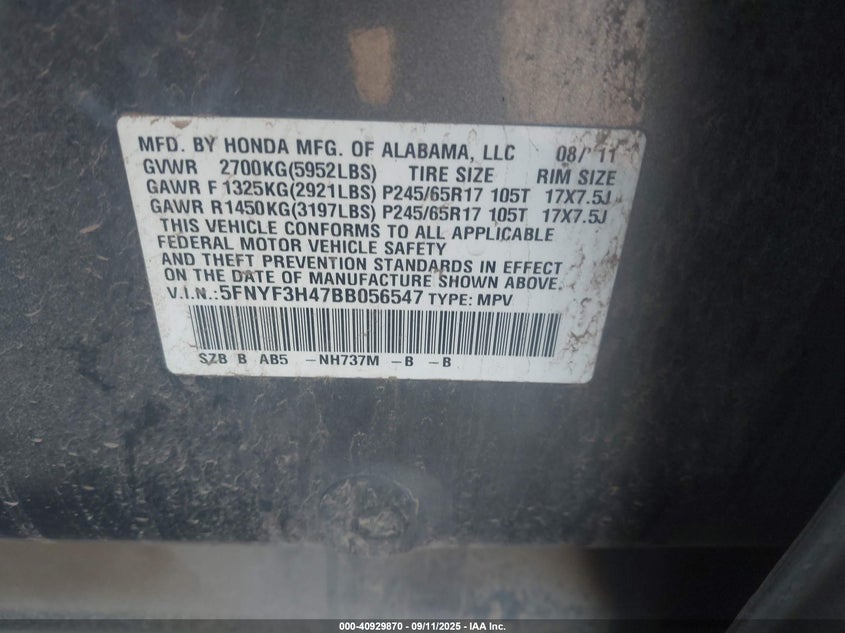 MFD. BY HONDA MFG. OF ALABAMA, LLC 08/'11
GVWR 2700KG(5952LBS) TIRE SIZE RIM SIZE
GAWR F 1325KG(2921LBS) P245/65R17 105T 17X7.5J
GAWR R1450KG(3197LBS) P245/65R17 105T 17X7.5J
THIS VEHICLE CONFORMS TO ALL APPLICABLE
FEDERAL MOTOR VEHICLE SAFETY
AND THEFT PREVENTION STANDARDS IN EFFECT
ON THE DATE OF MANUFACTURE SHOWN ABOVE.
V.I.N.:5FNYF3H47BB056547 TYPE: MPV
SZB B AB5 -NH737M -B -B
000-40929870 - 09/11/2025 - IAA Inc.